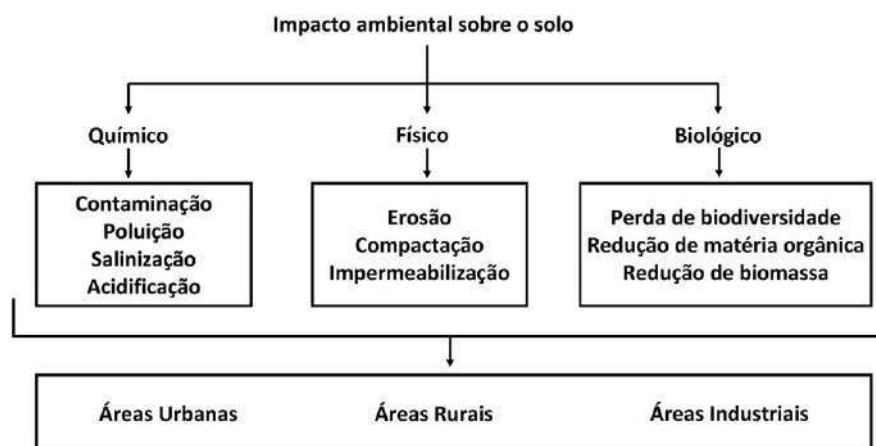 Impacto ambiental sobre o solo
Químico
Físico
Biológico
Contaminação
Poluição
Salinização
Acidificação
Erosão
Compactação
Impermeabilização
Perda de biodiversidade
Redução de matéria orgânica
Redução de biomassa
Áreas Urbanas
Áreas Rurais
Áreas Industriais